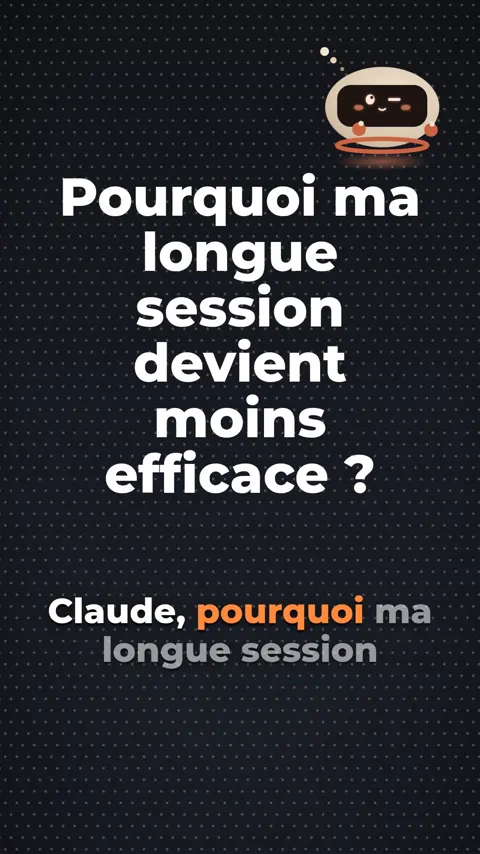 Pourquoi ma
longue
session
devient
moins
efficace ?
Claude, pourquoi ma
longue session